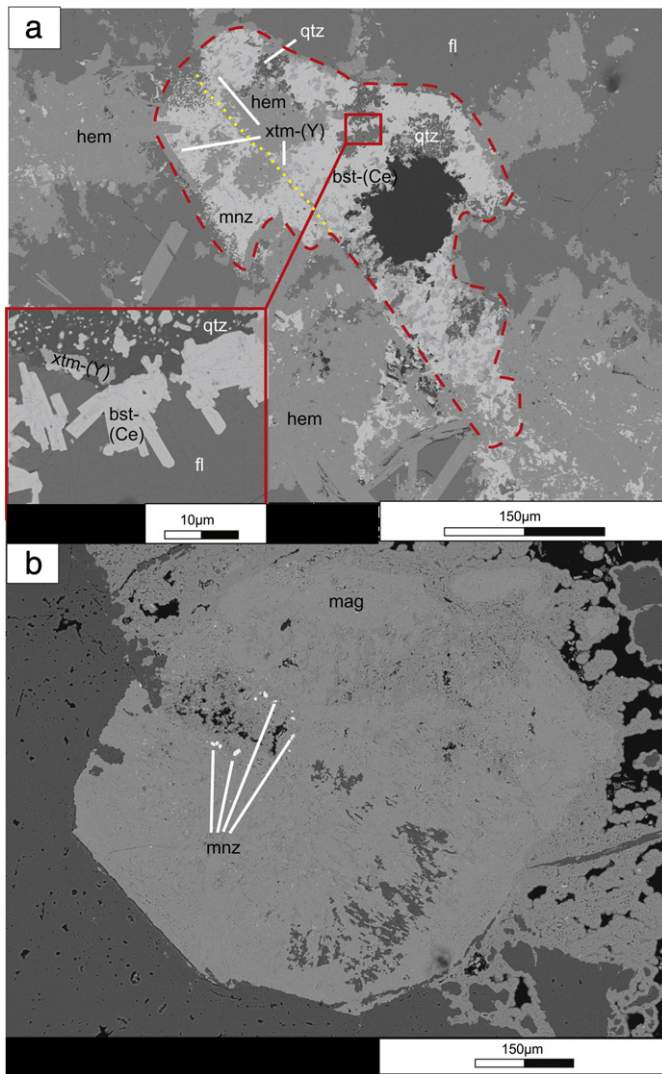 a
qtz
fl
hem
hem
xtm-(Y)
qtz
bst-(Ce)
mnz
qtz
xtm-(Y)
bst-
(Ce)
fl
hem
10µm
150µm
b
mag
mnz
150µm